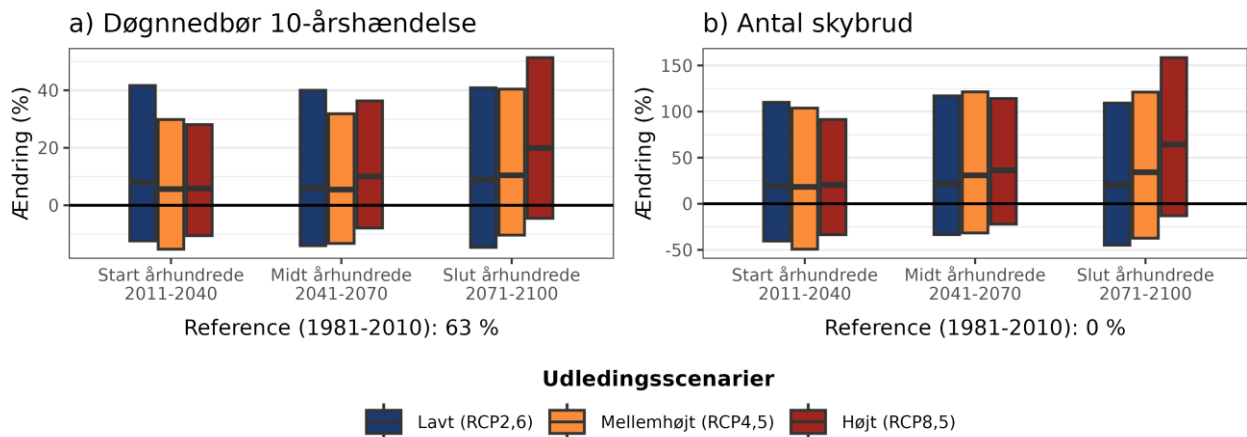 a) Døgnnedbør 10-årshændelse
Ændring (%)
40
20
0
Start århundrede
2011-2040
Midt århundrede
2041-2070
Slut århundrede
2071-2100
Reference (1981-2010): 63 %
b) Antal skybrud
Ændring (%)
150
100
50
0
-50
Start århundrede
2011-2040
Midt århundrede
2041-2070
Slut århundrede
2071-2100
Reference (1981-2010): 0 %
Udledingsscenarier
Lavt (RCP2,6)
Mellemhøjt (RCP4,5)
Højt (RCP8,5)